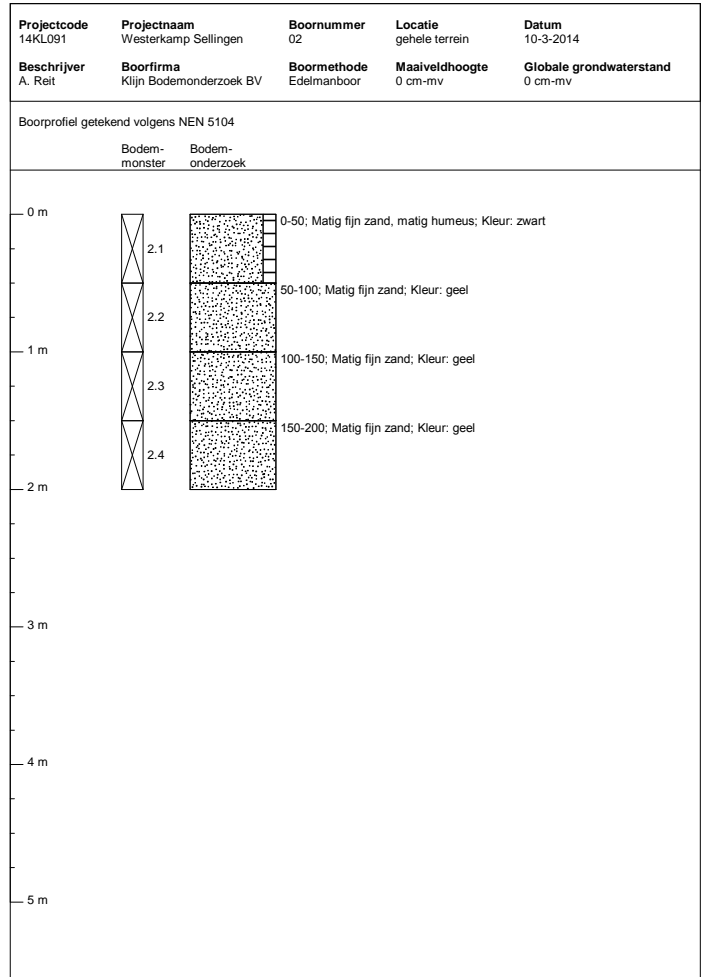 Projectcode Projectnaam Boornummer Locatie Datum
14KL091 Westerkamp Sellingen 02 gehele terrein 10-3-2014
Beschrijver Boorfirma Boormethode Maaiveldhoogte Globale grondwaterstand
A. Reit Klijn Bodemonderzoek BV Edelmanboor 0 cm-mv 0 cm-mv
Boorprofiel getekend volgens NEN 5104
Bodem- Bodem-
monster onderzoek
0 m
0-50; Matig fijn zand, matig humeus; Kleur: zwart
2.1
50-100; Matig fijn zand; Kleur: geel
2.2
1 m
100-150; Matig fijn zand; Kleur: geel
2.3
150-200; Matig fijn zand; Kleur: geel
2.4
2 m
3 m
4 m
5 m